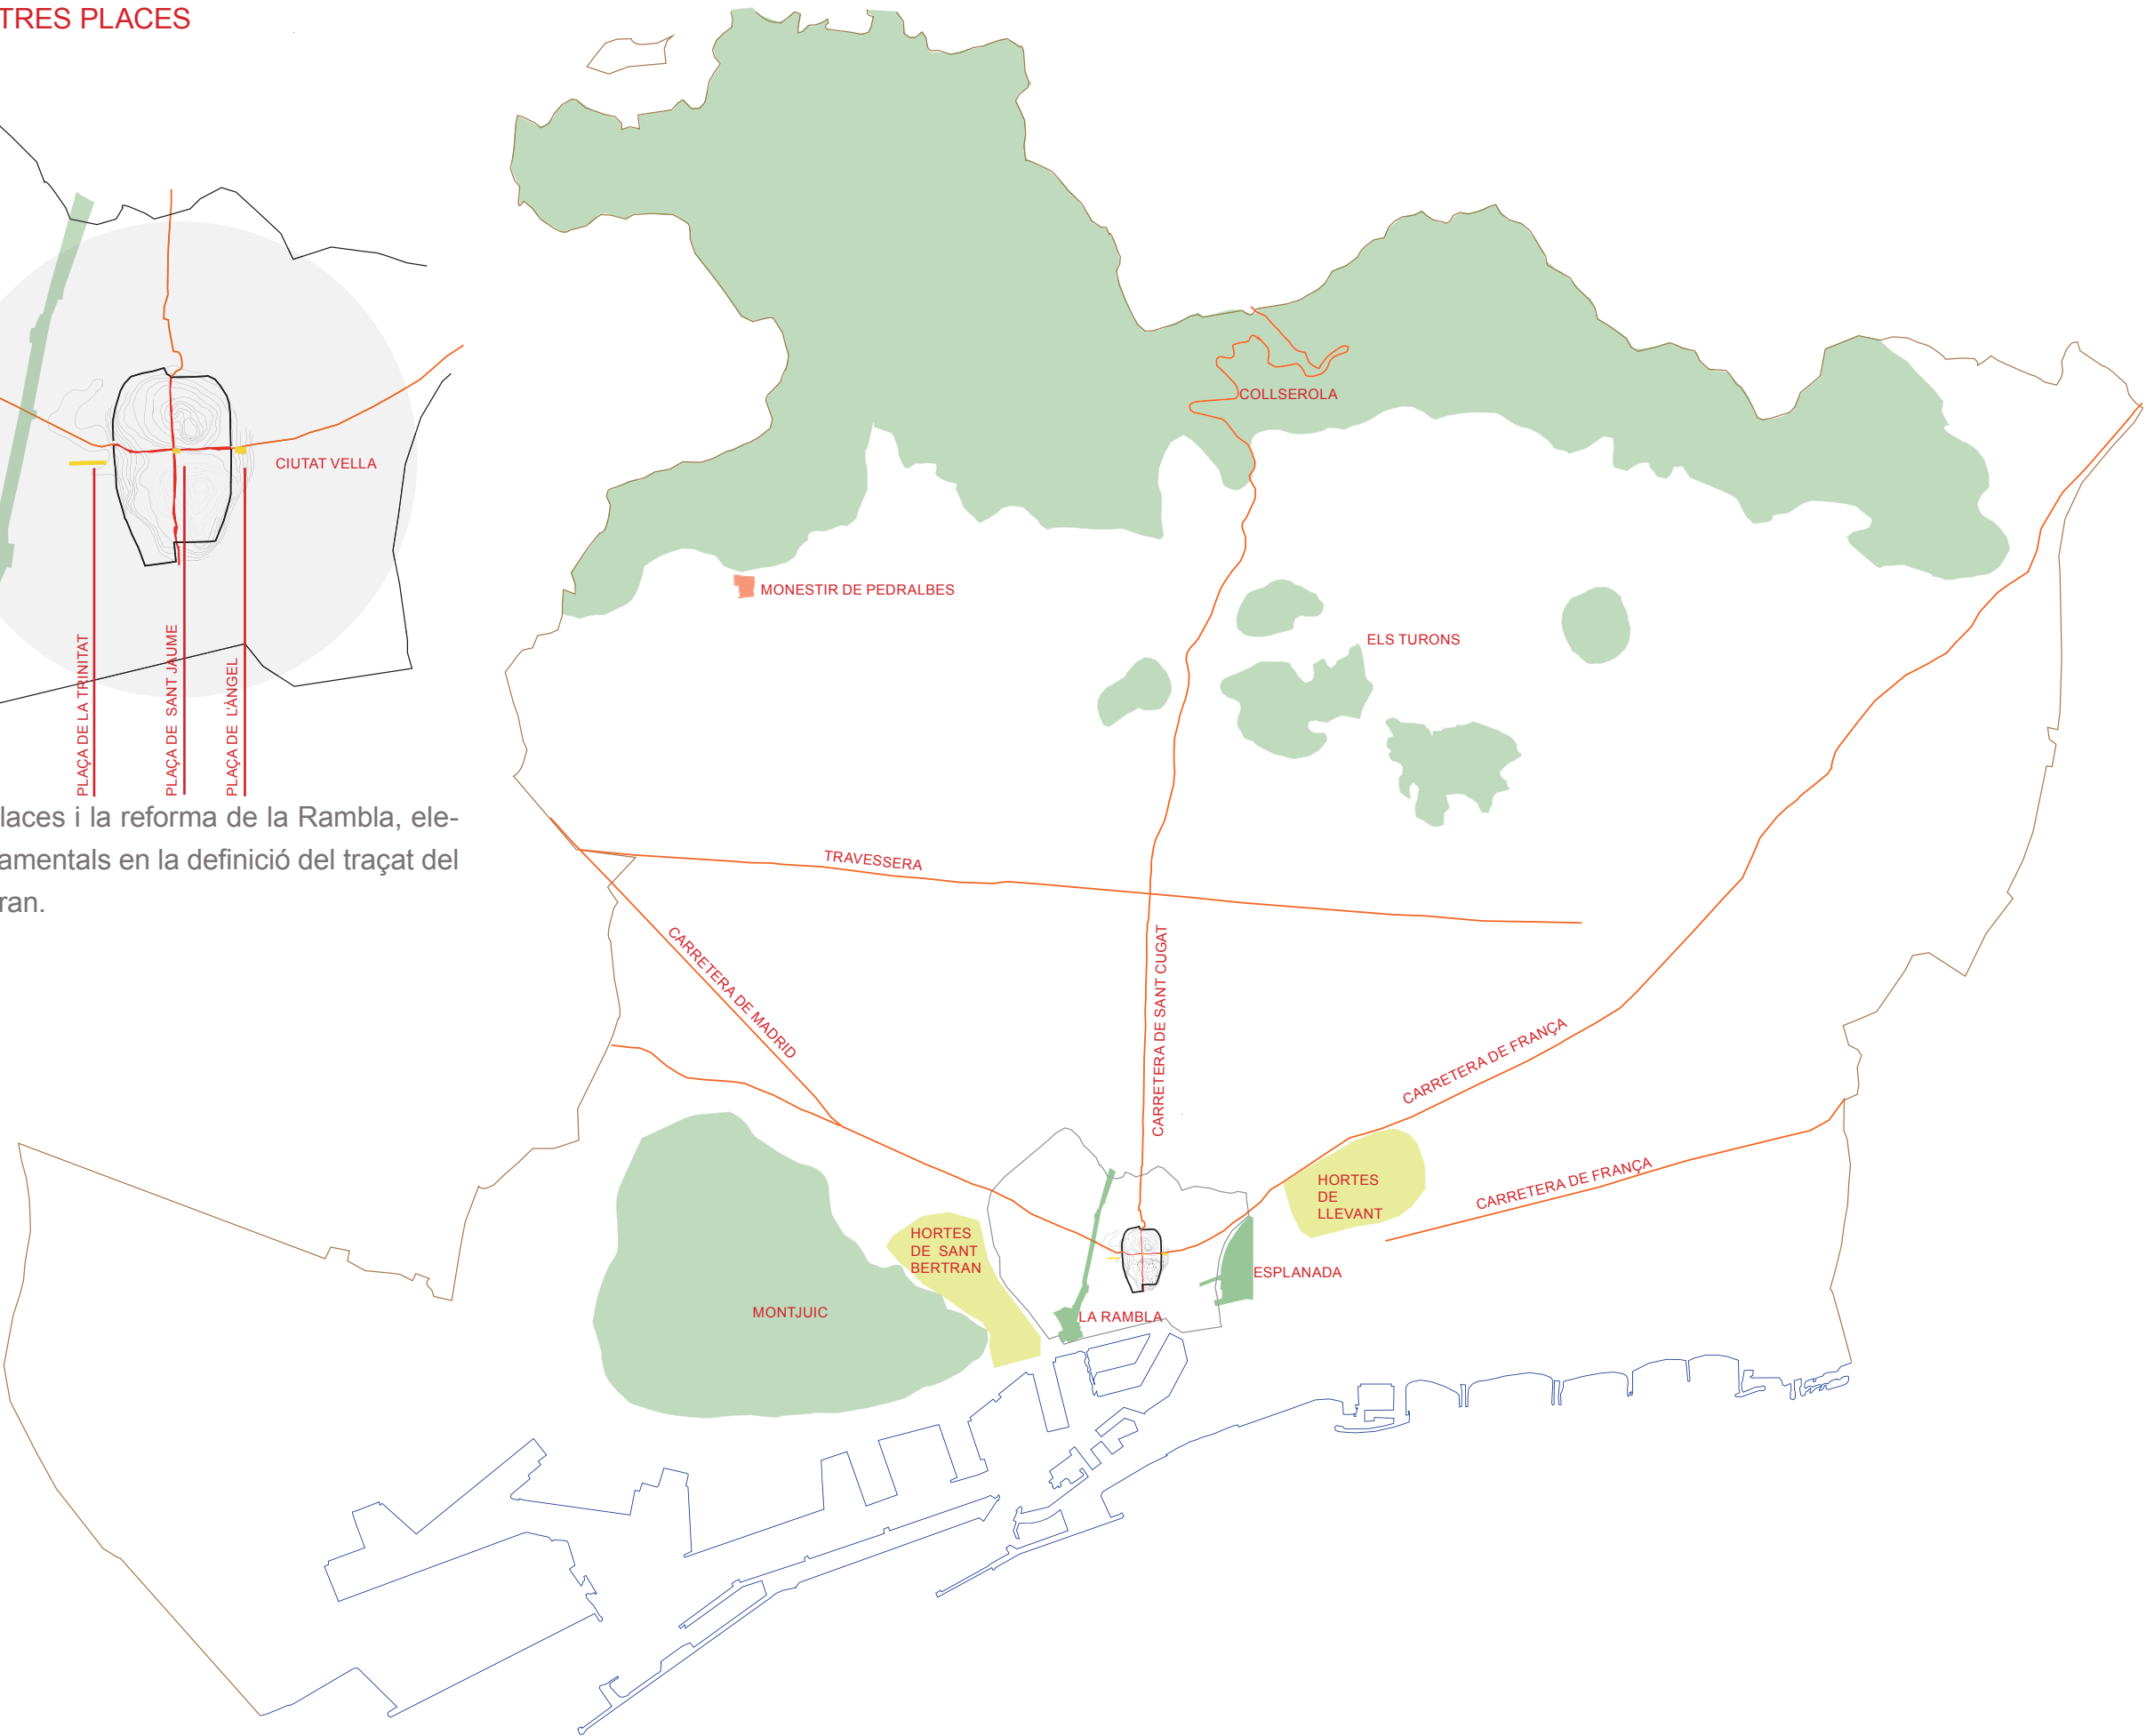 TRES PLACES
CIUTAT VELLA
PLAÇA DE LA TRINITAT
PLAÇA DE SANT JAUME
PLAÇA DE L'ÀNGEL
laces i la reforma de la Rambla, ele-
amentals en la definició del traçat del
ran.
COLLSEROLA
MONESTIR DE PEDRALBES
ELS TURONS
TRAVESSERA
CARRETERA DE MADRID
CARRETERA DE SANT CUGAT
CARRETERA DE FRANÇA
CARRETERA DE FRANÇA
HORTES
DE
LLEVANT
HORTES
DE SANT
BERTRAN
ESPLANADA
MONTJUIC
LA RAMBLA